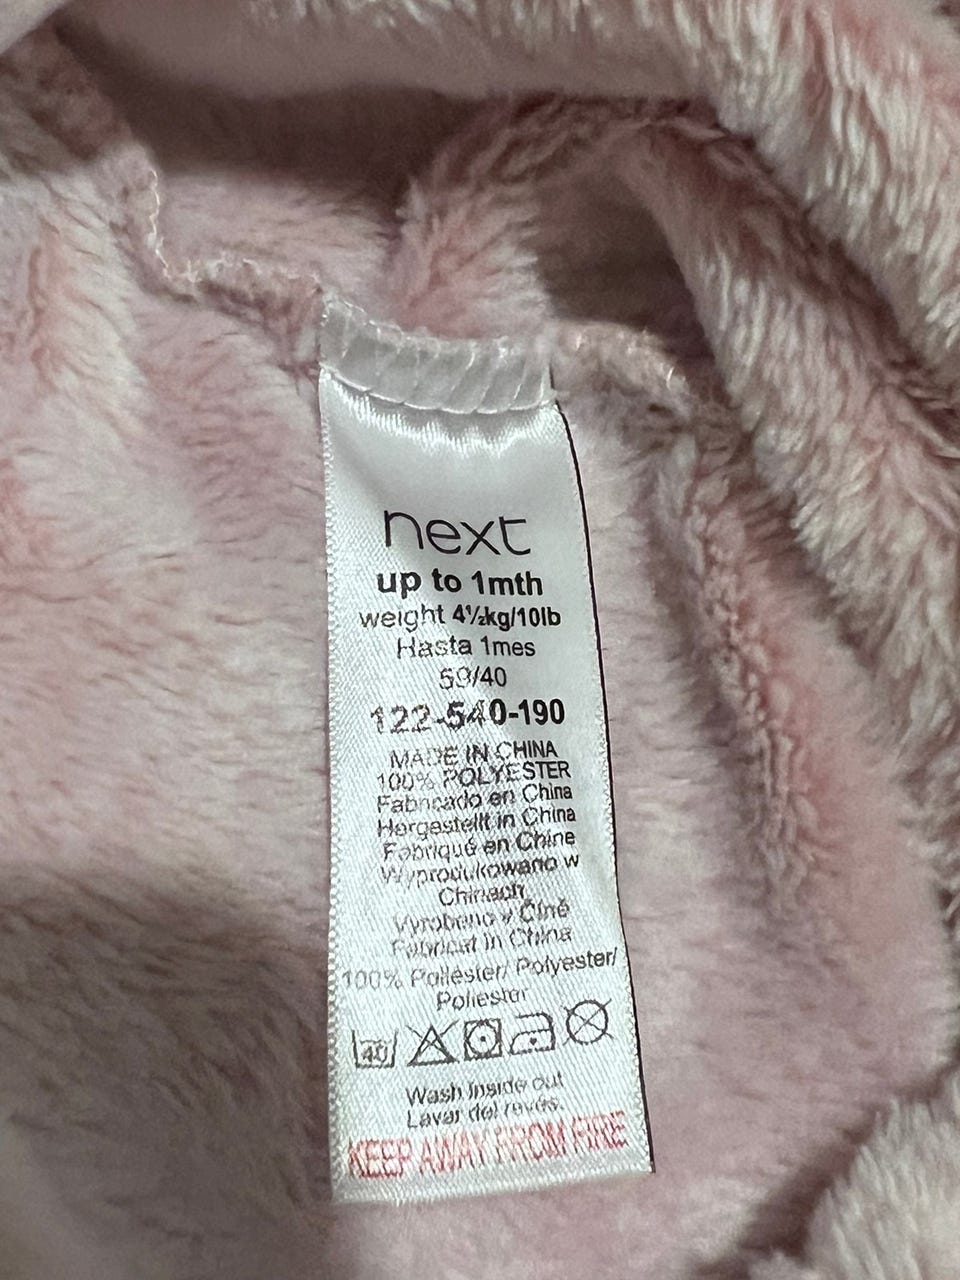 next
up to 1mth
weight 4½kg/10lb
Hasta 1mes
59/40
122-540-190
MADE IN CHINA
100% POLYESTER
Fabricado en China
Hergestellt in China
Fabriqué en Chine
Wyprodukowano w
Chinach
Vyrobeno v Číně
Fabricat in China
100% Poliéster/ Polyester/
Poliester
40
Wash inside out
Lavar del revés.
KEEP AWAY FROM FIRE